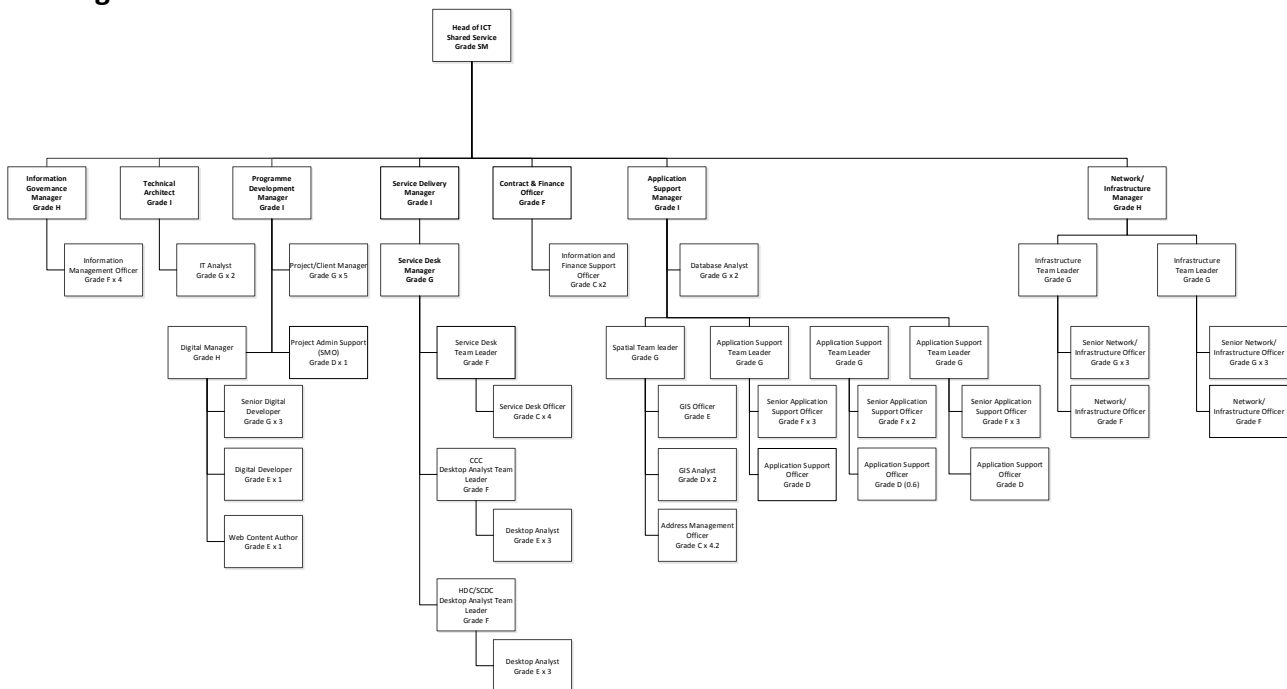 Head of ICT
Shared Service
Grade SM
Information
Governance
Manager
Grade H
Technical
Architect
Grade I
Programme
Development
Manager
Grade I
Service Delivery
Manager
Grade I
Contract & Finance
Officer
Grade F
Application
Support
Manager
Grade I
Network/
Infrastructure
Manager
Grade H
Information
Management Officer
Grade F x 4
IT Analyst
Grade G x 2
Project/Client Manager
Grade G x 5
Service Desk
Manager
Grade G
Information and
Finance Support
Officer
Grade C x2
Database Analyst
Grade G x 2
Infrastructure
Team Leader
Grade G
Infrastructure
Team Leader
Grade G
Digital Manager
Grade H
Project Admin Support
(SMO)
Grade D x 1
Service Desk
Team Leader
Grade F
Spatial Team leader
Grade G
Application Support
Team Leader
Grade G
Application Support
Team Leader
Grade G
Application Support
Team Leader
Grade G
Senior Network/
Infrastructure Officer
Grade G x 3
Senior Network/
Infrastructure Officer
Grade G x 3
Senior Digital
Developer
Grade G x 3
Service Desk Officer
Grade C x 4
GIS Officer
Grade E
Senior Application
Support Officer
Grade F x 3
Senior Application
Support Officer
Grade F x 2
Senior Application
Support Officer
Grade F x 3
Network/
Infrastructure Officer
Grade F
Network/
Infrastructure Officer
Grade F
Digital Developer
Grade E x 1
CCC
Desktop Analyst Team
Leader
Grade F
GIS Analyst
Grade D x 2
Application Support
Officer
Grade D
Application Support
Officer
Grade D (0.6)
Application Support
Officer
Grade D
Web Content Author
Grade E x 1
Desktop Analyst
Grade E x 3
Address Management
Officer
Grade C x 4.2
HDC/SCDC
Desktop Analyst Team
Leader
Grade F
Desktop Analyst
Grade E x 3